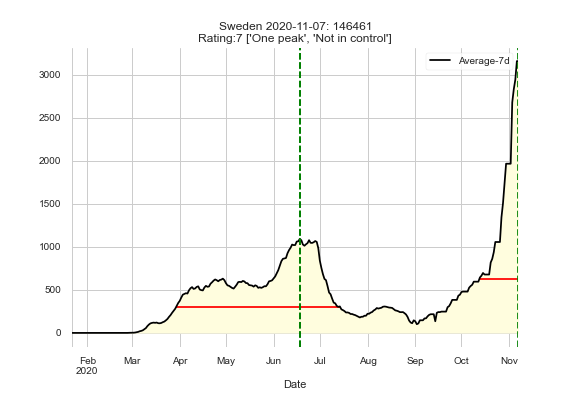 Sweden 2020-11-07: 146461
Rating:7 ['One peak', 'Not in control']
Average-7d
3000
2500
2000
1500
1000
500
0
Feb Mar Apr May Jun Jul Aug Sep Oct Nov
2020
Date